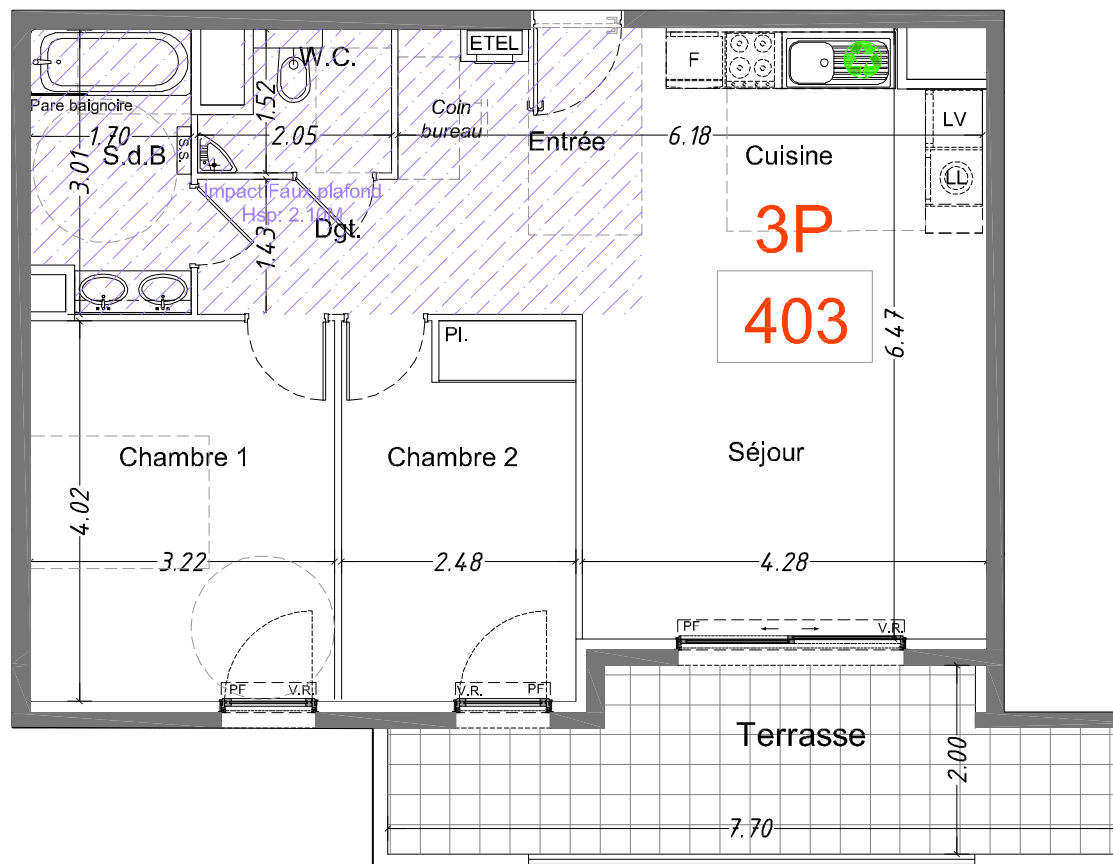 ETEL
W.C.
F
Pare baignoire
1.52
Coin
bureau
LV
1.70
2.05
6.18
Entrée
S.d.B
S.S.
Cuisine
3.01
LL
Impact Faux plafond
Hsp: 2.10M
Dgt.
1.43
3P
403
6.47
Pl.
Chambre 1
Chambre 2
Séjour
4.02
3.22
2.48
4.28
PF
V.R.
PF
V.R.
V.R.
PF
Terrasse
2.00
7.70